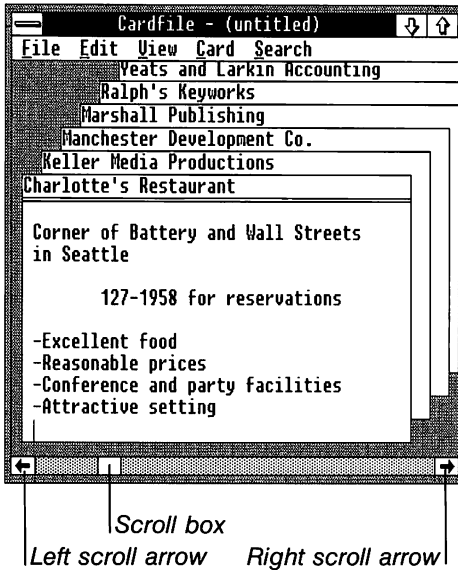 Cardfile - (untitled)
File Edit View Card Search
Yeats and Larkin Accounting
Ralph's Keyworks
Marshall Publishing
Manchester Development Co.
Keller Media Productions
Charlotte's Restaurant
Corner of Battery and Wall Streets
in Seattle
127-1958 for reservations
-Excellent food
-Reasonable prices
-Conference and party facilities
-Attractive setting
Scroll box
Left scroll arrow Right scroll arrow